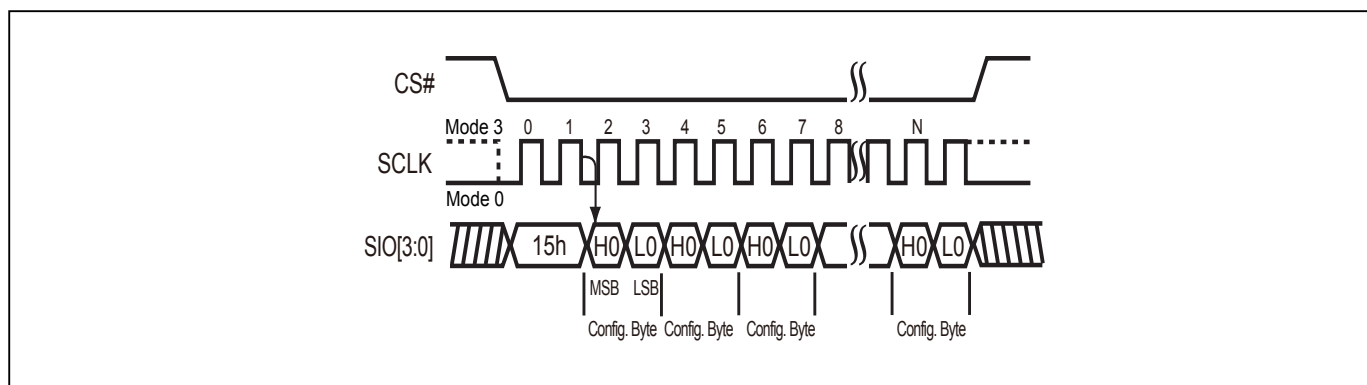 CS#
Mode 3 0 1 2 3 4 5 6 7 8 N
SCLK
Mode 0
SIO[3:0] 15h H0 L0 H0 L0 H0 L0 H0 L0
MSB LSB
Config. Byte Config. Byte Config. Byte Config. Byte